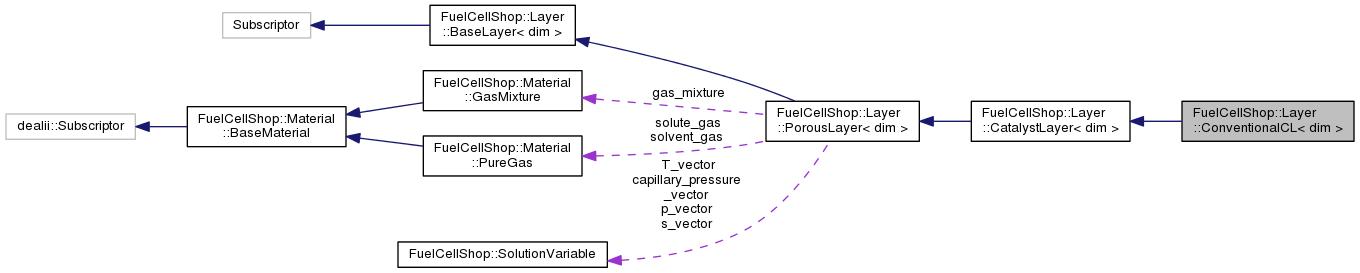 Subscriptor
FuelCellShop::Layer
::BaseLayer< dim >
FuelCellShop::Material
::GasMixture
gas_mixture
dealii::Subscriptor
FuelCellShop::Material
::BaseMaterial
FuelCellShop::Layer
::PorousLayer< dim >
FuelCellShop::Layer
::CatalystLayer< dim >
FuelCellShop::Layer
::ConventionalCL< dim >
solute_gas
solvent_gas
FuelCellShop::Material
::PureGas
T_vector
capillary_pressure
_vector
p_vector
s_vector
FuelCellShop::SolutionVariable